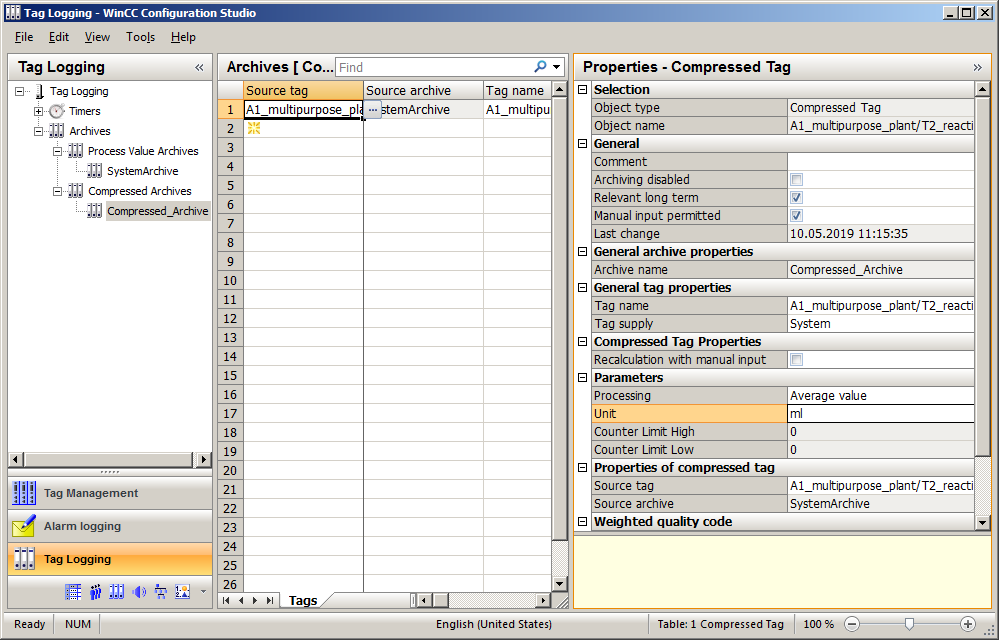 Tag Logging - WinCC Configuration Studio
File Edit View Tools Help
Tag Logging «
Tag Logging
Timers
Archives
Process Value Archives
SystemArchive
Compressed Archives
Compressed_Archive
Tag Management
Alarm logging
Tag Logging
Archives [ Co... Find
Source tag Source archive Tag name
1 A1_multipurpose_pla ... stemArchive A1_multipu
2
3
4
5
6
7
8
9
10
11
12
13
14
15
16
17
18
19
20
21
22
23
24
25
26
Tags
Properties - Compressed Tag »
Selection
Object type Compressed Tag
Object name A1_multipurpose_plant/T2_reacti
General
Comment
Archiving disabled
Relevant long term
Manual input permitted
Last change 10.05.2019 11:15:35
General archive properties
Archive name Compressed_Archive
General tag properties
Tag name A1_multipurpose_plant/T2_reacti
Tag supply System
Compressed Tag Properties
Recalculation with manual input
Parameters
Processing Average value
Unit ml
Counter Limit High 0
Counter Limit Low 0
Properties of compressed tag
Source tag A1_multipurpose_plant/T2_reacti
Source archive SystemArchive
Weighted quality code
Ready NUM English (United States) Table: 1 Compressed Tag 100 %